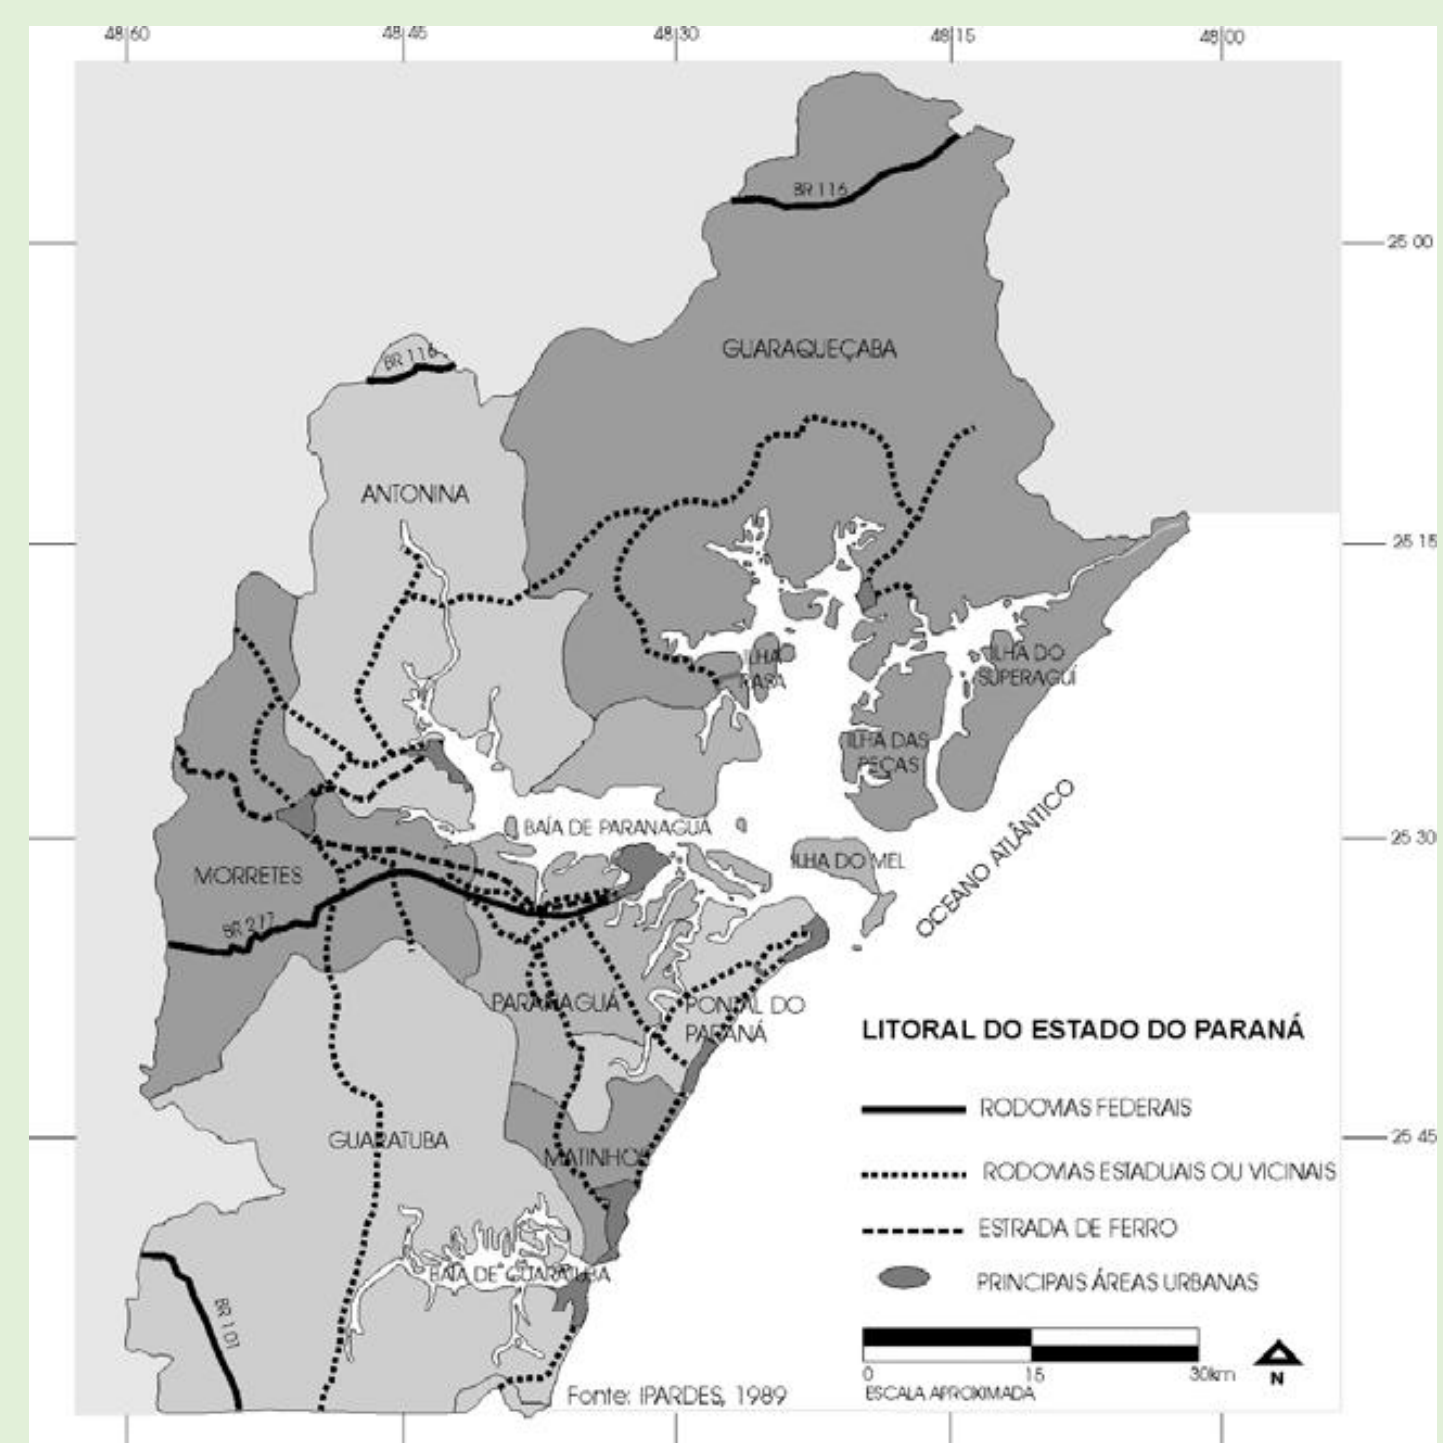 48 60
48 45
48 30
48 15
48 00
BR 116
25 00
BR 116
GUARAQUEÇABA
ANTONINA
25 15
ILHA RASA
ILHA DO
SUPERAGUÍ
ILHA DAS
PEÇAS
BAÍA DE PARANAGUÁ
25 30
ILHA DO MEL
OCEANO ATLÂNTICO
MORRETES
BR 277
PARANAGUÁ
PONTAL DO
PARANÁ
LITORAL DO ESTADO DO PARANÁ
RODOVIAS FEDERAIS
GUARATUBA
25 45
MATINHOS
RODOVIAS ESTADUAIS OU VICINAIS
ESTRADA DE FERRO
BAÍA DE GUARATUBA
PRINCIPAIS ÁREAS URBANAS
BR 101
0 15 30km
N
ESCALA APROXIMADA
Fonte: IPARDES, 1989